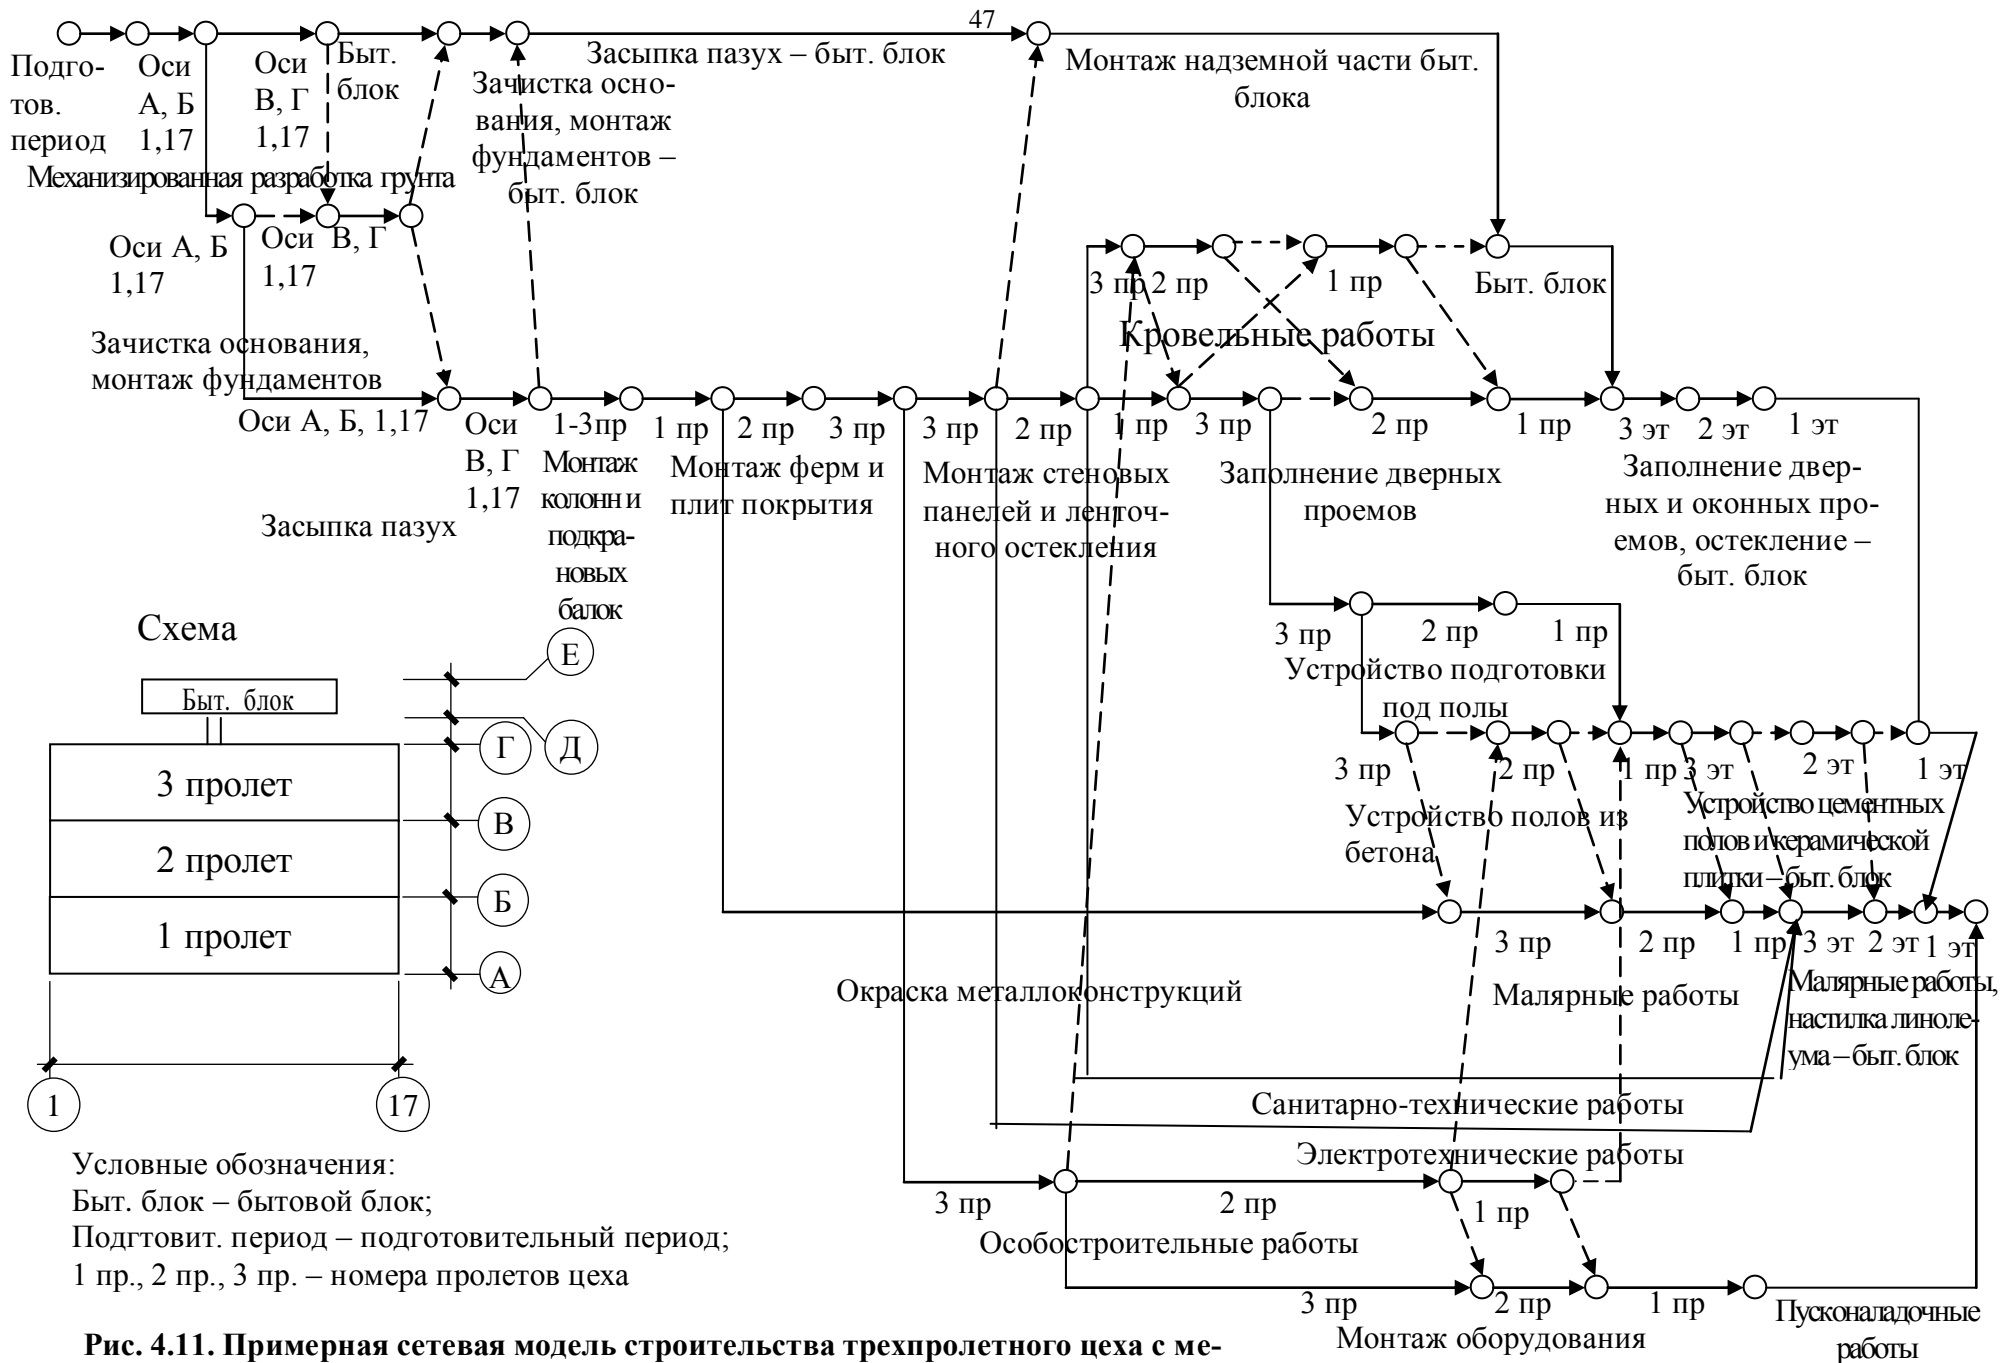 47
Подго-
тов.
период
Оси
А, Б
1,17
Оси
В, Г
1,17
Быт.
блок
Механизированная разработка грунта
Засыпка пазух – быт. блок
Зачистка осно-
вания, монтаж
фундаментов –
быт. блок
Монтаж надземной части быт.
блока
Оси А, Б
1,17
Оси В, Г
1,17
Зачистка основания,
монтаж фундаментов
3 пр
2 пр
1 пр
Быт. блок
Кровельные работы
Оси А, Б, 1,17
Оси
В, Г
1,17
Засыпка пазух
1-3пр
Монтаж
колонн и
подкра-
новых
балок
1 пр
2 пр
3 пр
Монтаж ферм и
плит покрытия
3 пр
2 пр
1 пр
Монтаж стеновых
панелей и ленточ-
ного остекления
3 пр
2 пр
1 пр
Заполнение дверных
проемов
3 эт
2 эт
1 эт
Заполнение двер-
ных и оконных про-
емов, остекление –
быт. блок
3 пр
2 пр
1 пр
Устройство подготовки
под полы
3 пр
2 пр
1 пр
Устройство полов из
бетона
3 эт
2 эт
1 эт
Устройство цементных
полов и керамической
плитки – быт. блок
Окраска металлоконструкций
3 пр
2 пр
1 пр
Малярные работы
3 эт
2 эт
1 эт
Малярные работы,
настилка линоле-
ума – быт. блок
Санитарно-технические работы
Электротехнические работы
3 пр
2 пр
1 пр
Особостроительные работы
3 пр
2 пр
1 пр
Монтаж оборудования
Пусконаладочные
работы
Схема
Быт. блок
3 пролет
2 пролет
1 пролет
Е
Д
Г
В
Б
А
1
17
Условные обозначения:
Быт. блок – бытовой блок;
Подгтовит. период – подготовительный период;
1 пр., 2 пр., 3 пр. – номера пролетов цеха
Рис. 4.11. Примерная сетевая модель строительства трехпролетного цеха с ме-